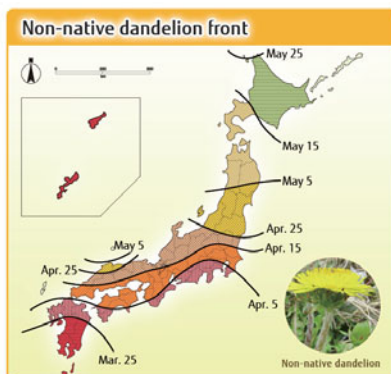 Non-native dandelion front
May 25
May 15
May 5
Apr. 25
Apr. 15
May 5
Apr. 25
Apr. 5
Mar. 25
Non-native dandelion